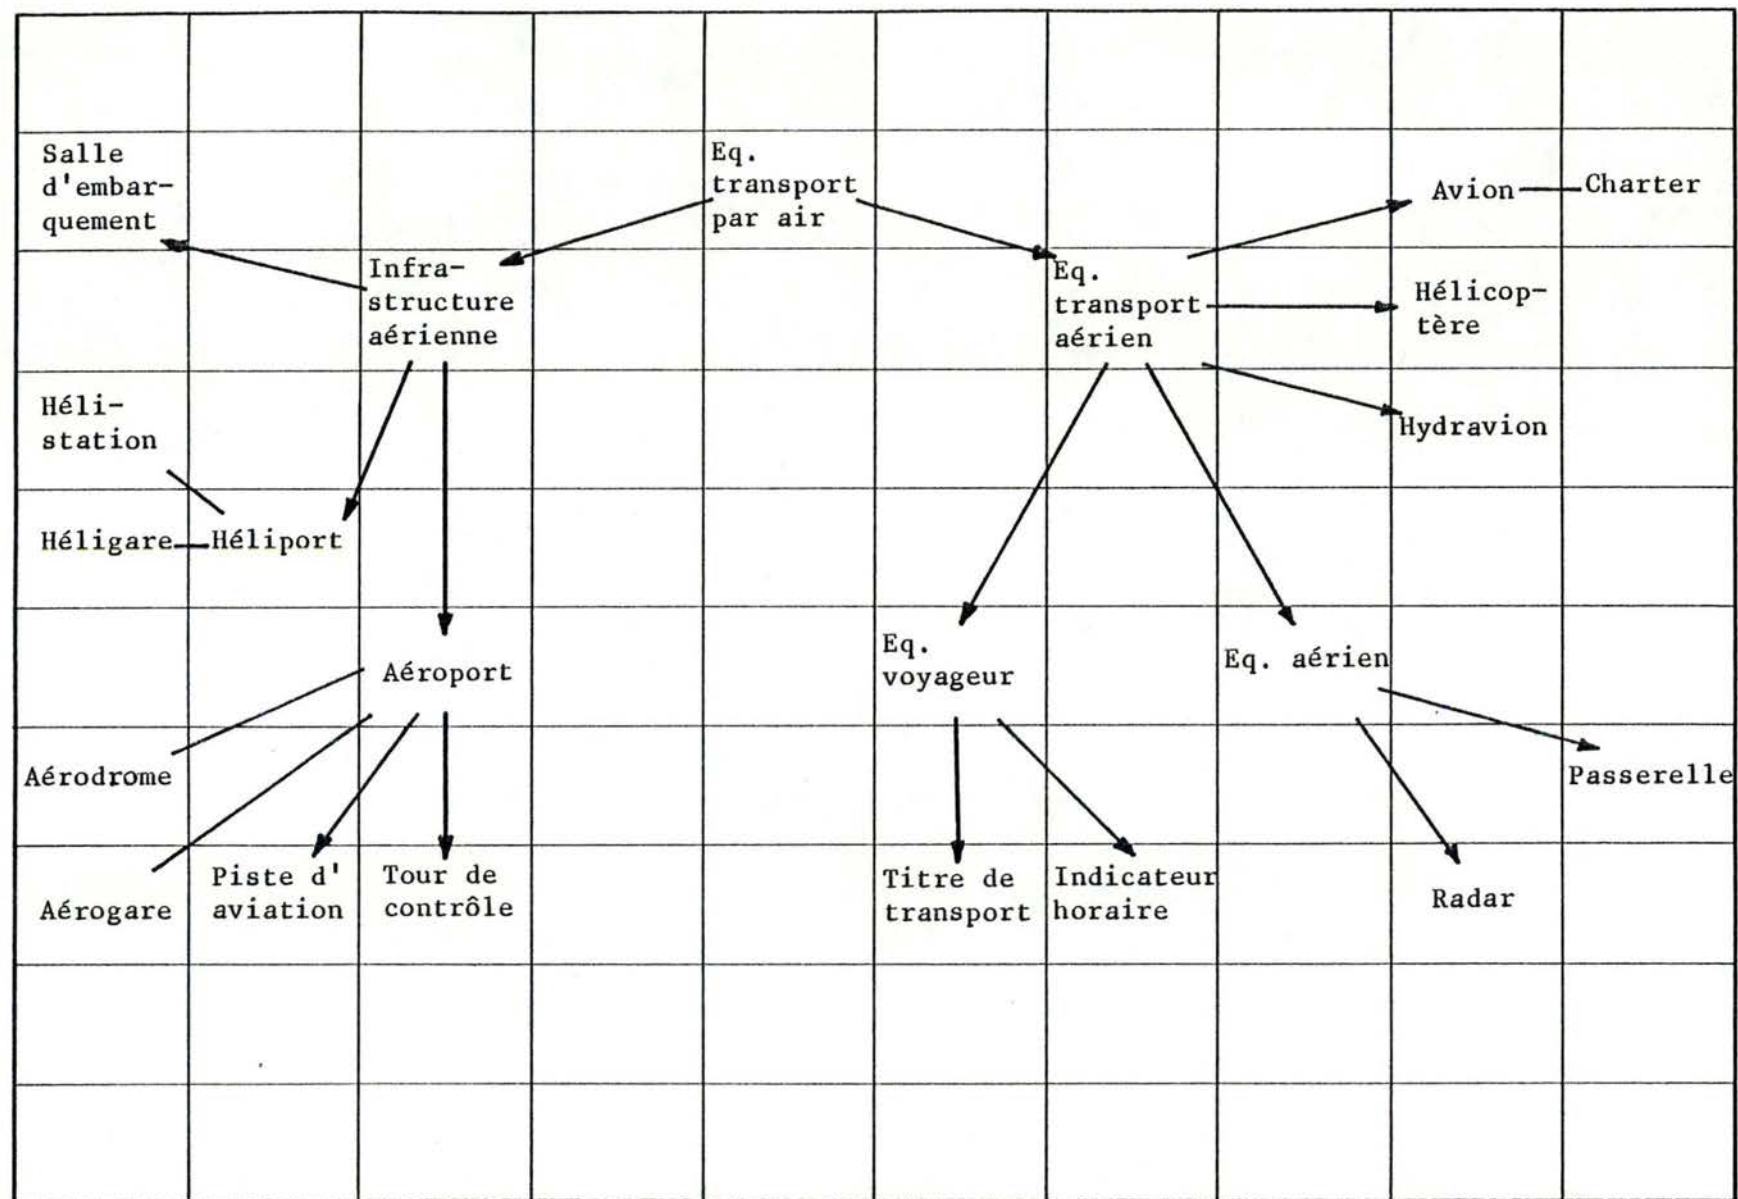 Salle
d'embar-
quement
Eq.
transport
par air
Avion
Charter
Infra-
structure
aérienne
Eq.
transport
aérien
Hélicop-
tère
Héli-
station
Hydravion
Héligare
Héliport
Aéroport
Eq.
voyageur
Eq. aérien
Aérodrome
Passerelle
Aérogare
Piste d'
aviation
Tour de
contrôle
Titre de
transport
Indicateur
horaire
Radar